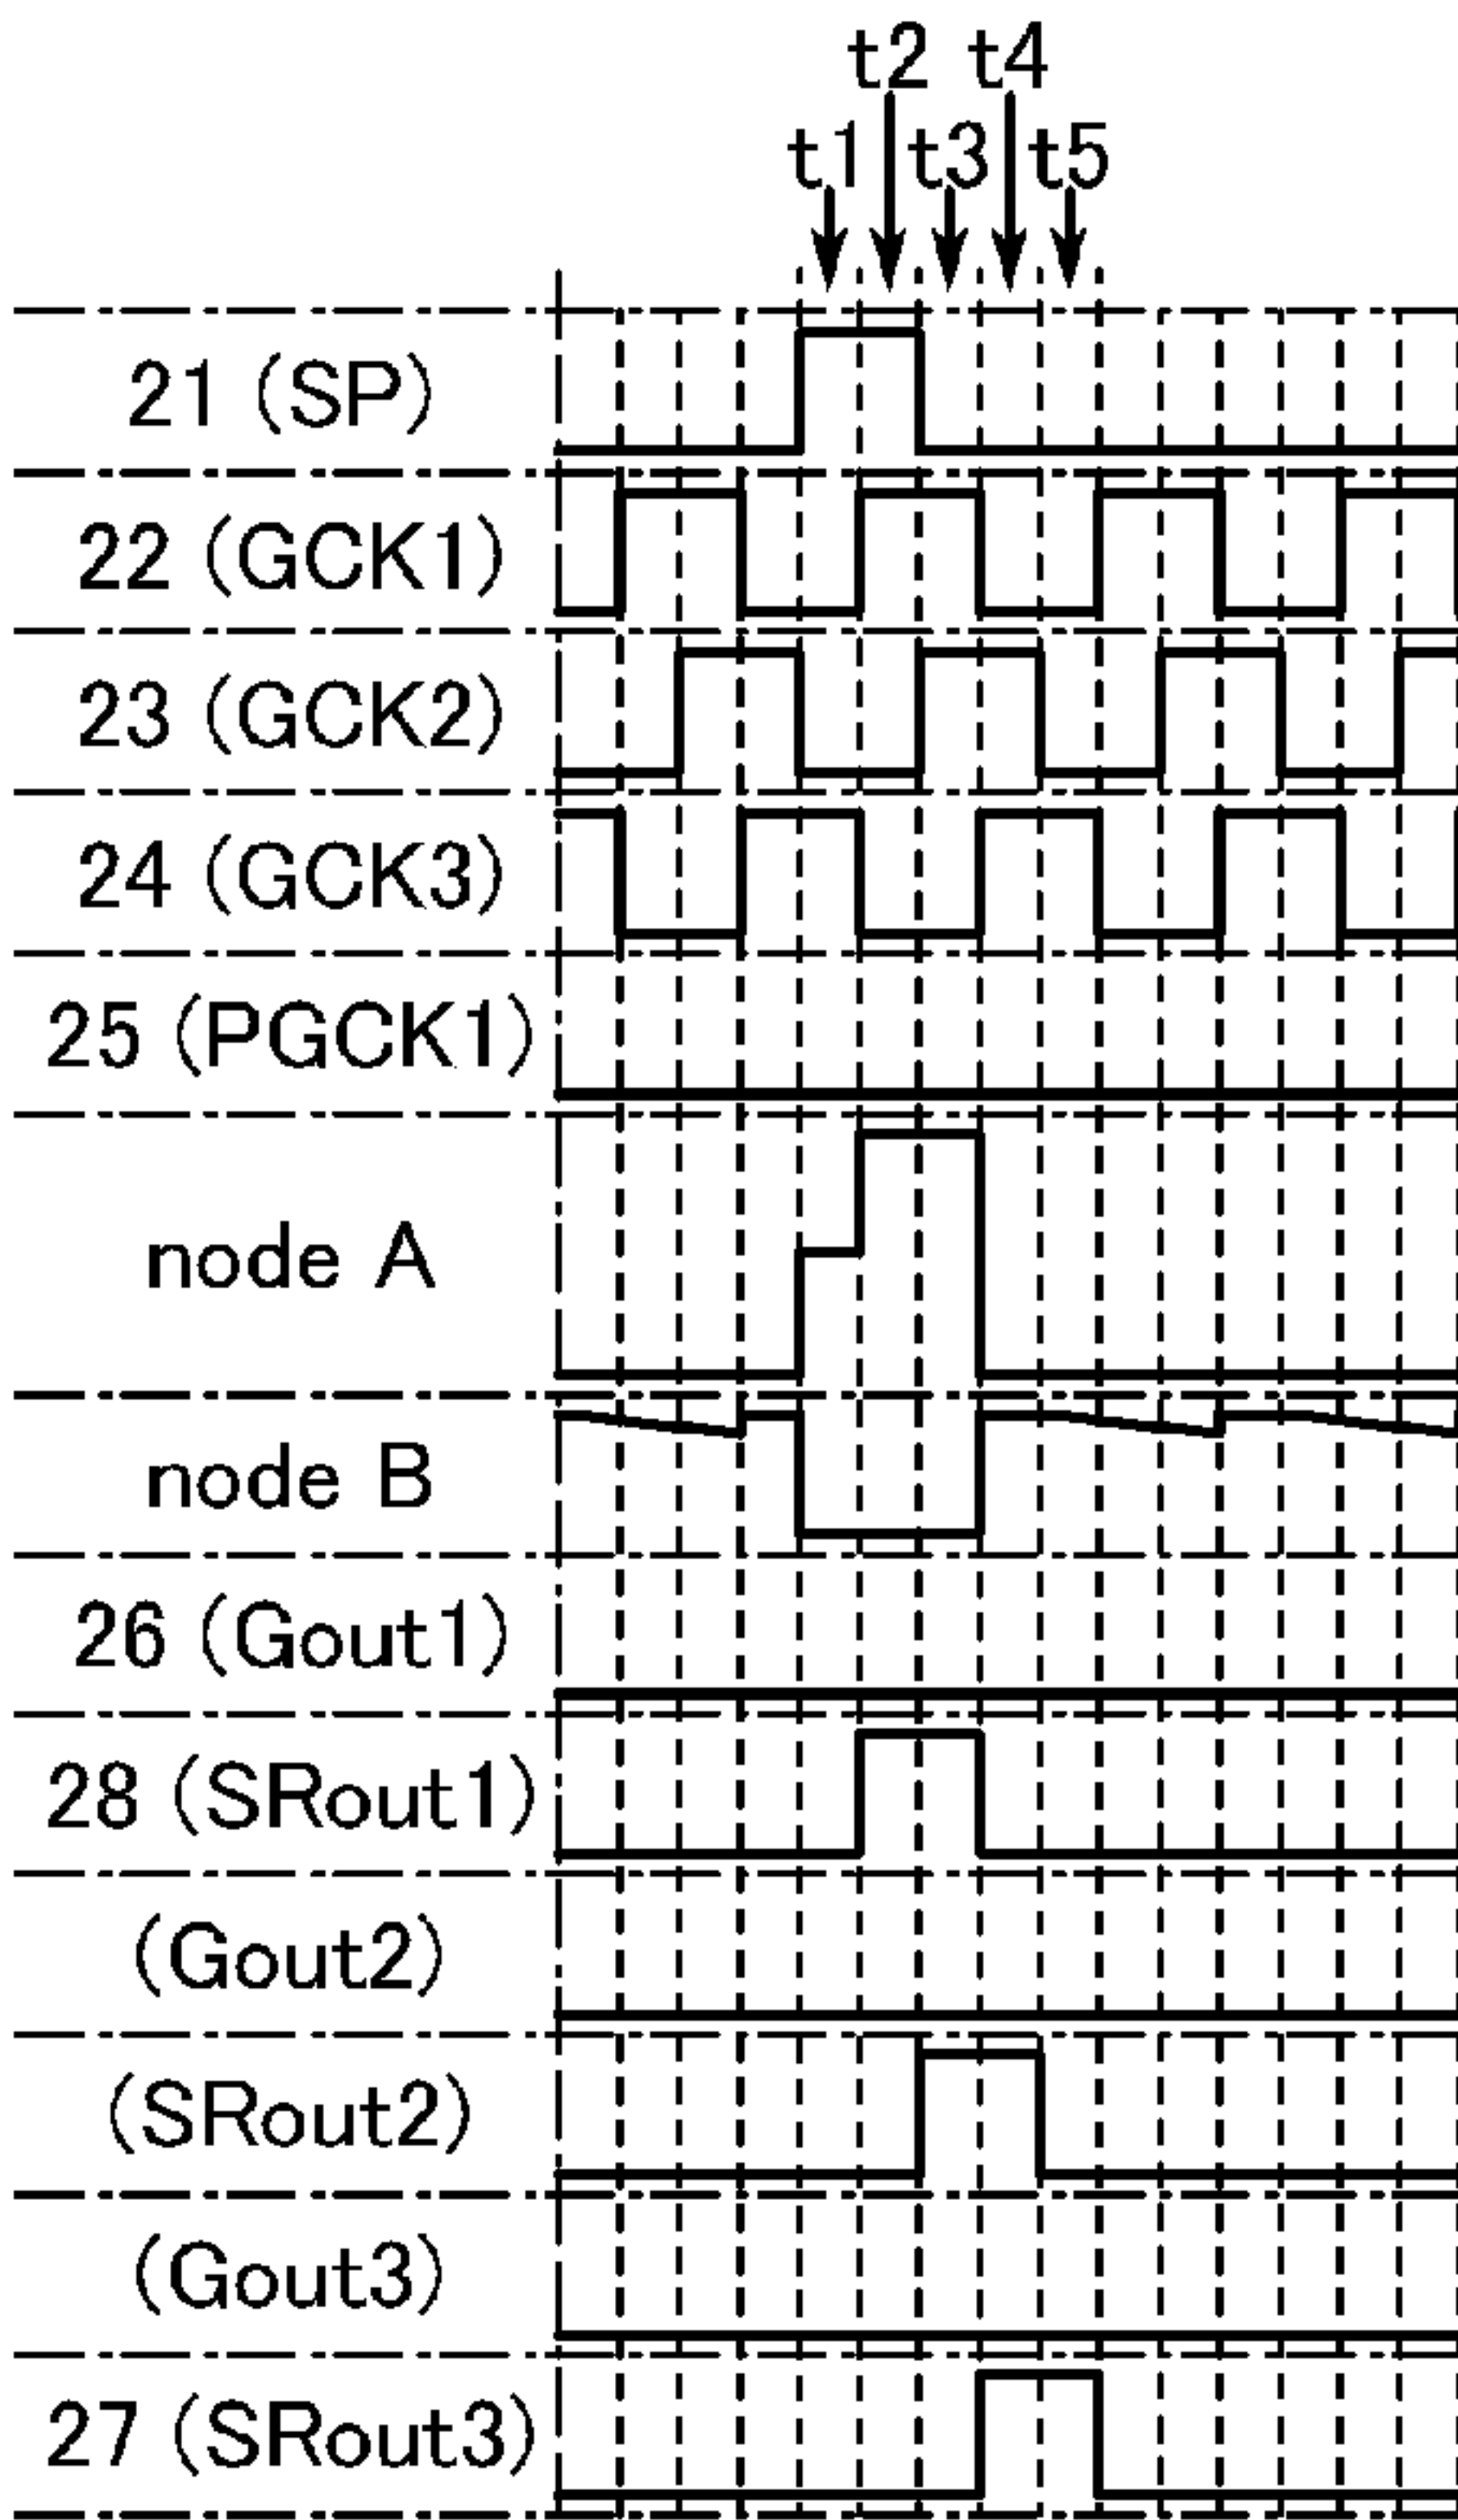 t2 t4
t1 t3 t5
21 (SP)
22 (GCK1)
23 (GCK2)
24 (GCK3)
25 (PGCK1)
node A
node B
26 (Gout1)
28 (SRout1)
(Gout2)
(SRout2)
(Gout3)
27 (SRout3)